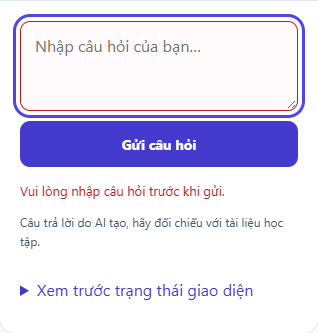 Nhập câu hỏi của bạn...
Gửi câu hỏi
Vui lòng nhập câu hỏi trước khi gửi.
Câu trả lời do AI tạo, hãy đối chiếu với tài liệu học
tập.
Xem trước trạng thái giao diện